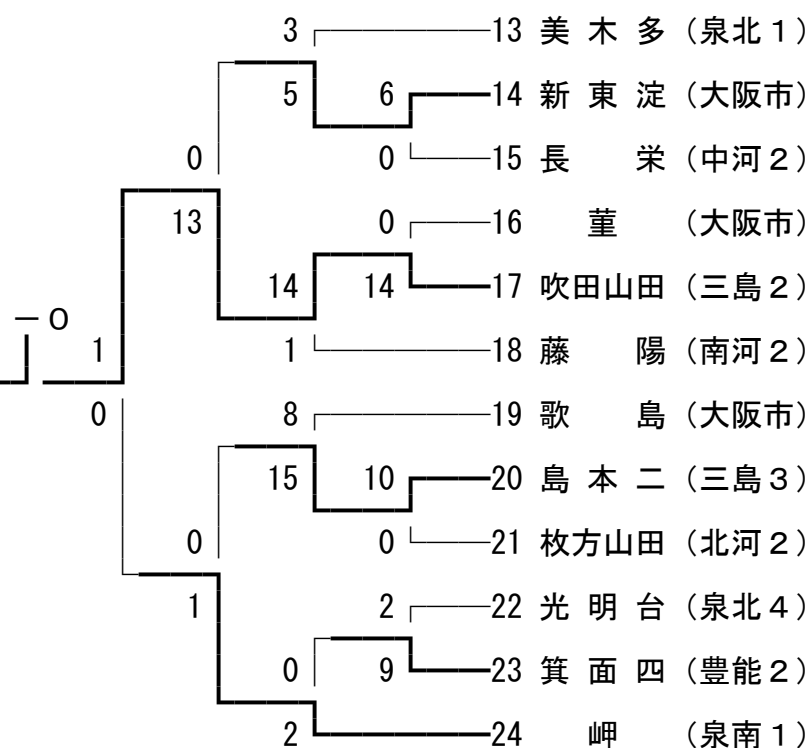 3 13 美 木 多 （泉北１）
5 6 14 新 東 淀 （大阪市）
0 0 15 長　　栄 （中河２）
13 0 16 菫 （大阪市）
14 14 17 吹田山田 （三島２）
－０
1 1 18 藤　　陽 （南河２）
0 8 19 歌　　島 （大阪市）
15 10 20 島 本 二 （三島３）
0 0 21 枚方山田 （北河２）
1 2 22 光 明 台 （泉北４）
0 9 23 箕 面 四 （豊能２）
2 24 岬 （泉南１）